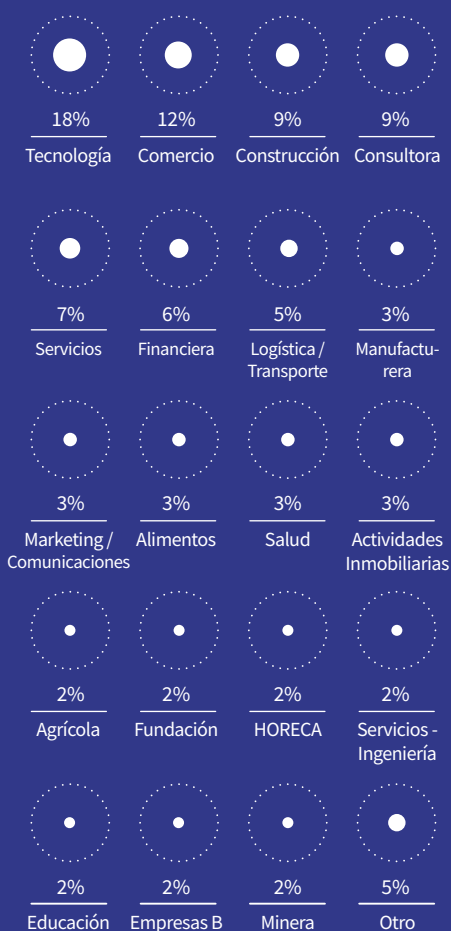 18%
12%
9%
9%
Tecnología
Comercio
Construcción
Consultora
7%
6%
5%
3%
Servicios
Financiera
Logística /
Transporte
Manufactu-
rera
3%
3%
3%
3%
Marketing /
Comunicaciones
Alimentos
Salud
Actividades
Inmobiliarias
2%
2%
2%
2%
Agrícola
Fundación
HORECA
Servicios -
Ingeniería
2%
2%
2%
5%
Educación
Empresas B
Minera
Otro